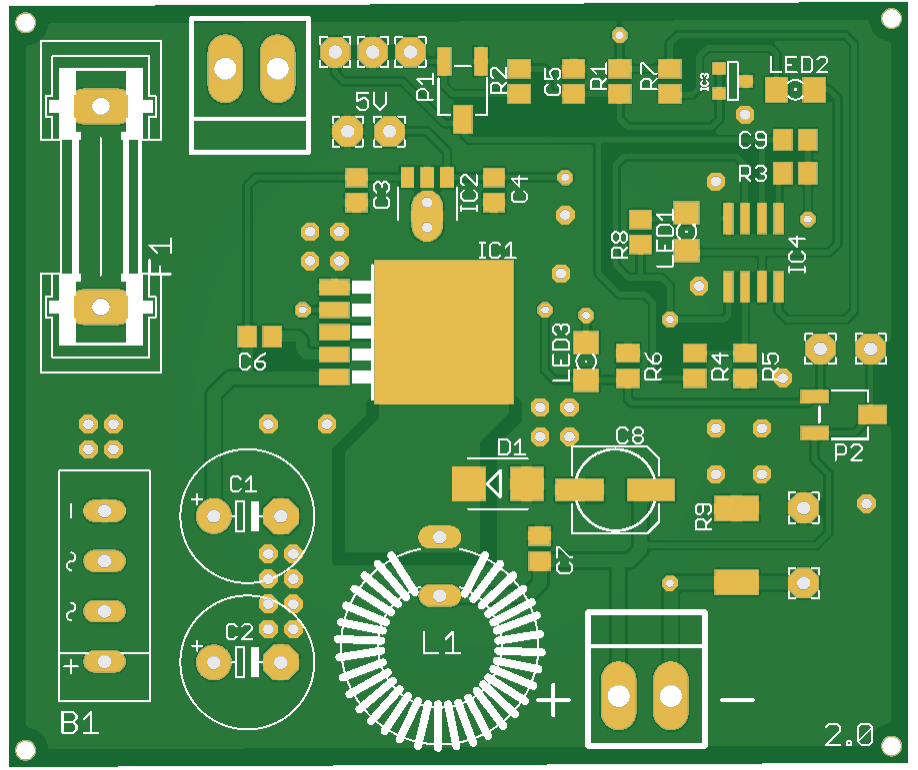 5V
P1
R2
C5
R1
R7
IC3
LED2
C9
R3
C3
IC2
C4
F1
IC1
R8
LED1
IC4
C6
LED3
R6
R4
R5
D1
C8
P2
C1
R9
C7
~
~
+
C2
L1
+
-
B1
2.0